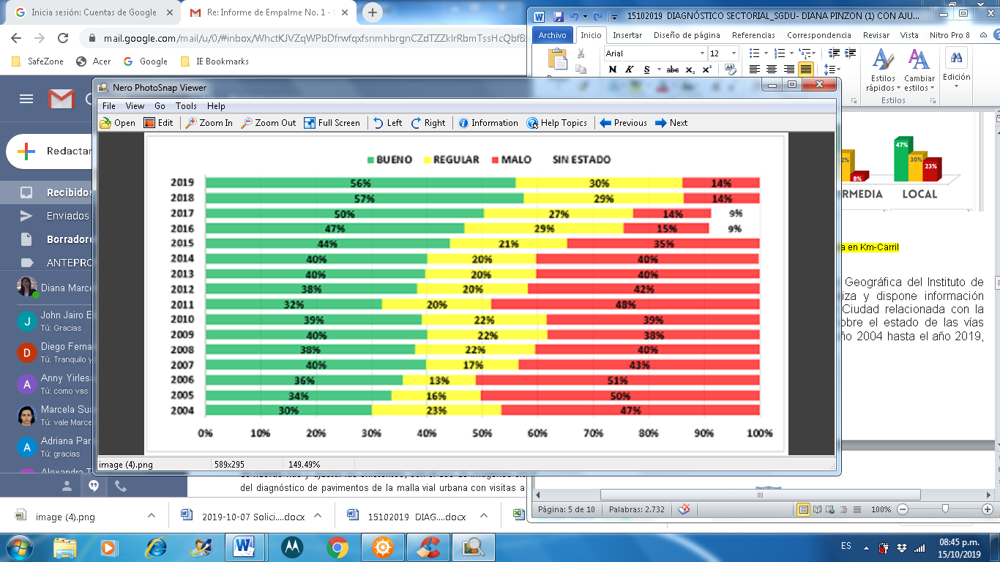 Inicia sesión: Cuentas de Google
Re: Informe de Empalme No. 1 -
mail.google.com/mail/u/0/#inbox/WhctKJVZqWPbDfrwfqxfsnmhbrgnCZdTZZklrRbmTssHcQbfB
SafeZone
Acer
Google
IE Bookmarks
15102019 DIAGNÓSTICO SECTORIAL_SGDU- DIANA PINZON (1) CON AJU...
Archivo
Inicio
Insertar
Diseño de página
Referencias
Correspondencia
Revisar
Vista
Nitro Pro 8
Arial
12
N K S abc x₂ x²
Estilos rápidos
Cambiar estilos
Edición
Estilos
Redactar
Recibidos
Enviados
Borrador
ANTEPRO
Diana Marce
John Jairo E
Tú: Gracias
Diego Ferna
Tú: Tranquilo y
Anny Yirlesa
Tú: como vas
Marcela Sua
Tú: vale Marce
Adriana Par
Tú: gracias
Alexandra T
Nero PhotoSnap Viewer
File View Go Tools Help
Open Edit Zoom In Zoom Out Full Screen Left Right Information Help Topics Previous Next
BUENO REGULAR MALO SIN ESTADO
2019 56% 30% 14%
2018 57% 29% 14%
2017 50% 27% 14% 9%
2016 47% 29% 15% 9%
2015 44% 21% 35%
2014 40% 20% 40%
2013 40% 20% 40%
2012 38% 20% 42%
2011 32% 20% 48%
2010 39% 22% 39%
2009 40% 22% 38%
2008 38% 22% 40%
2007 40% 17% 43%
2006 36% 13% 51%
2005 34% 16% 50%
2004 30% 23% 47%
0% 10% 20% 30% 40% 50% 60% 70% 80% 90% 100%
image (4).png 589x295 149.49%
2% 8% 47% 30% 23%
RMEDIA LOCAL
a en Km-Carril
Geográfica del Instituto de
iza y dispone información
Ciudad relacionada con la
obre el estado de las vías
ño 2004 hasta el año 2019,
del diagnóstico de pavimentos de la malla vial urbana con visitas a
Página: 5 de 10
Palabras: 2.732
100%
image (4).png
2019-10-07 Solici....docx
15102019 DIAG....docx
ES
08:45 p.m.
15/10/2019